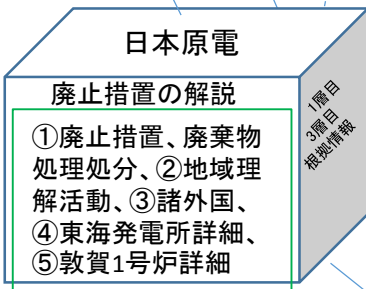 日本原電
廃止措置の解説
①廃止措置、廃棄物
処理処分、②地域理
解活動、③諸外国、
④東海発電所詳細、
⑤敦賀1号炉詳細
1層目
3層目
根拠情報